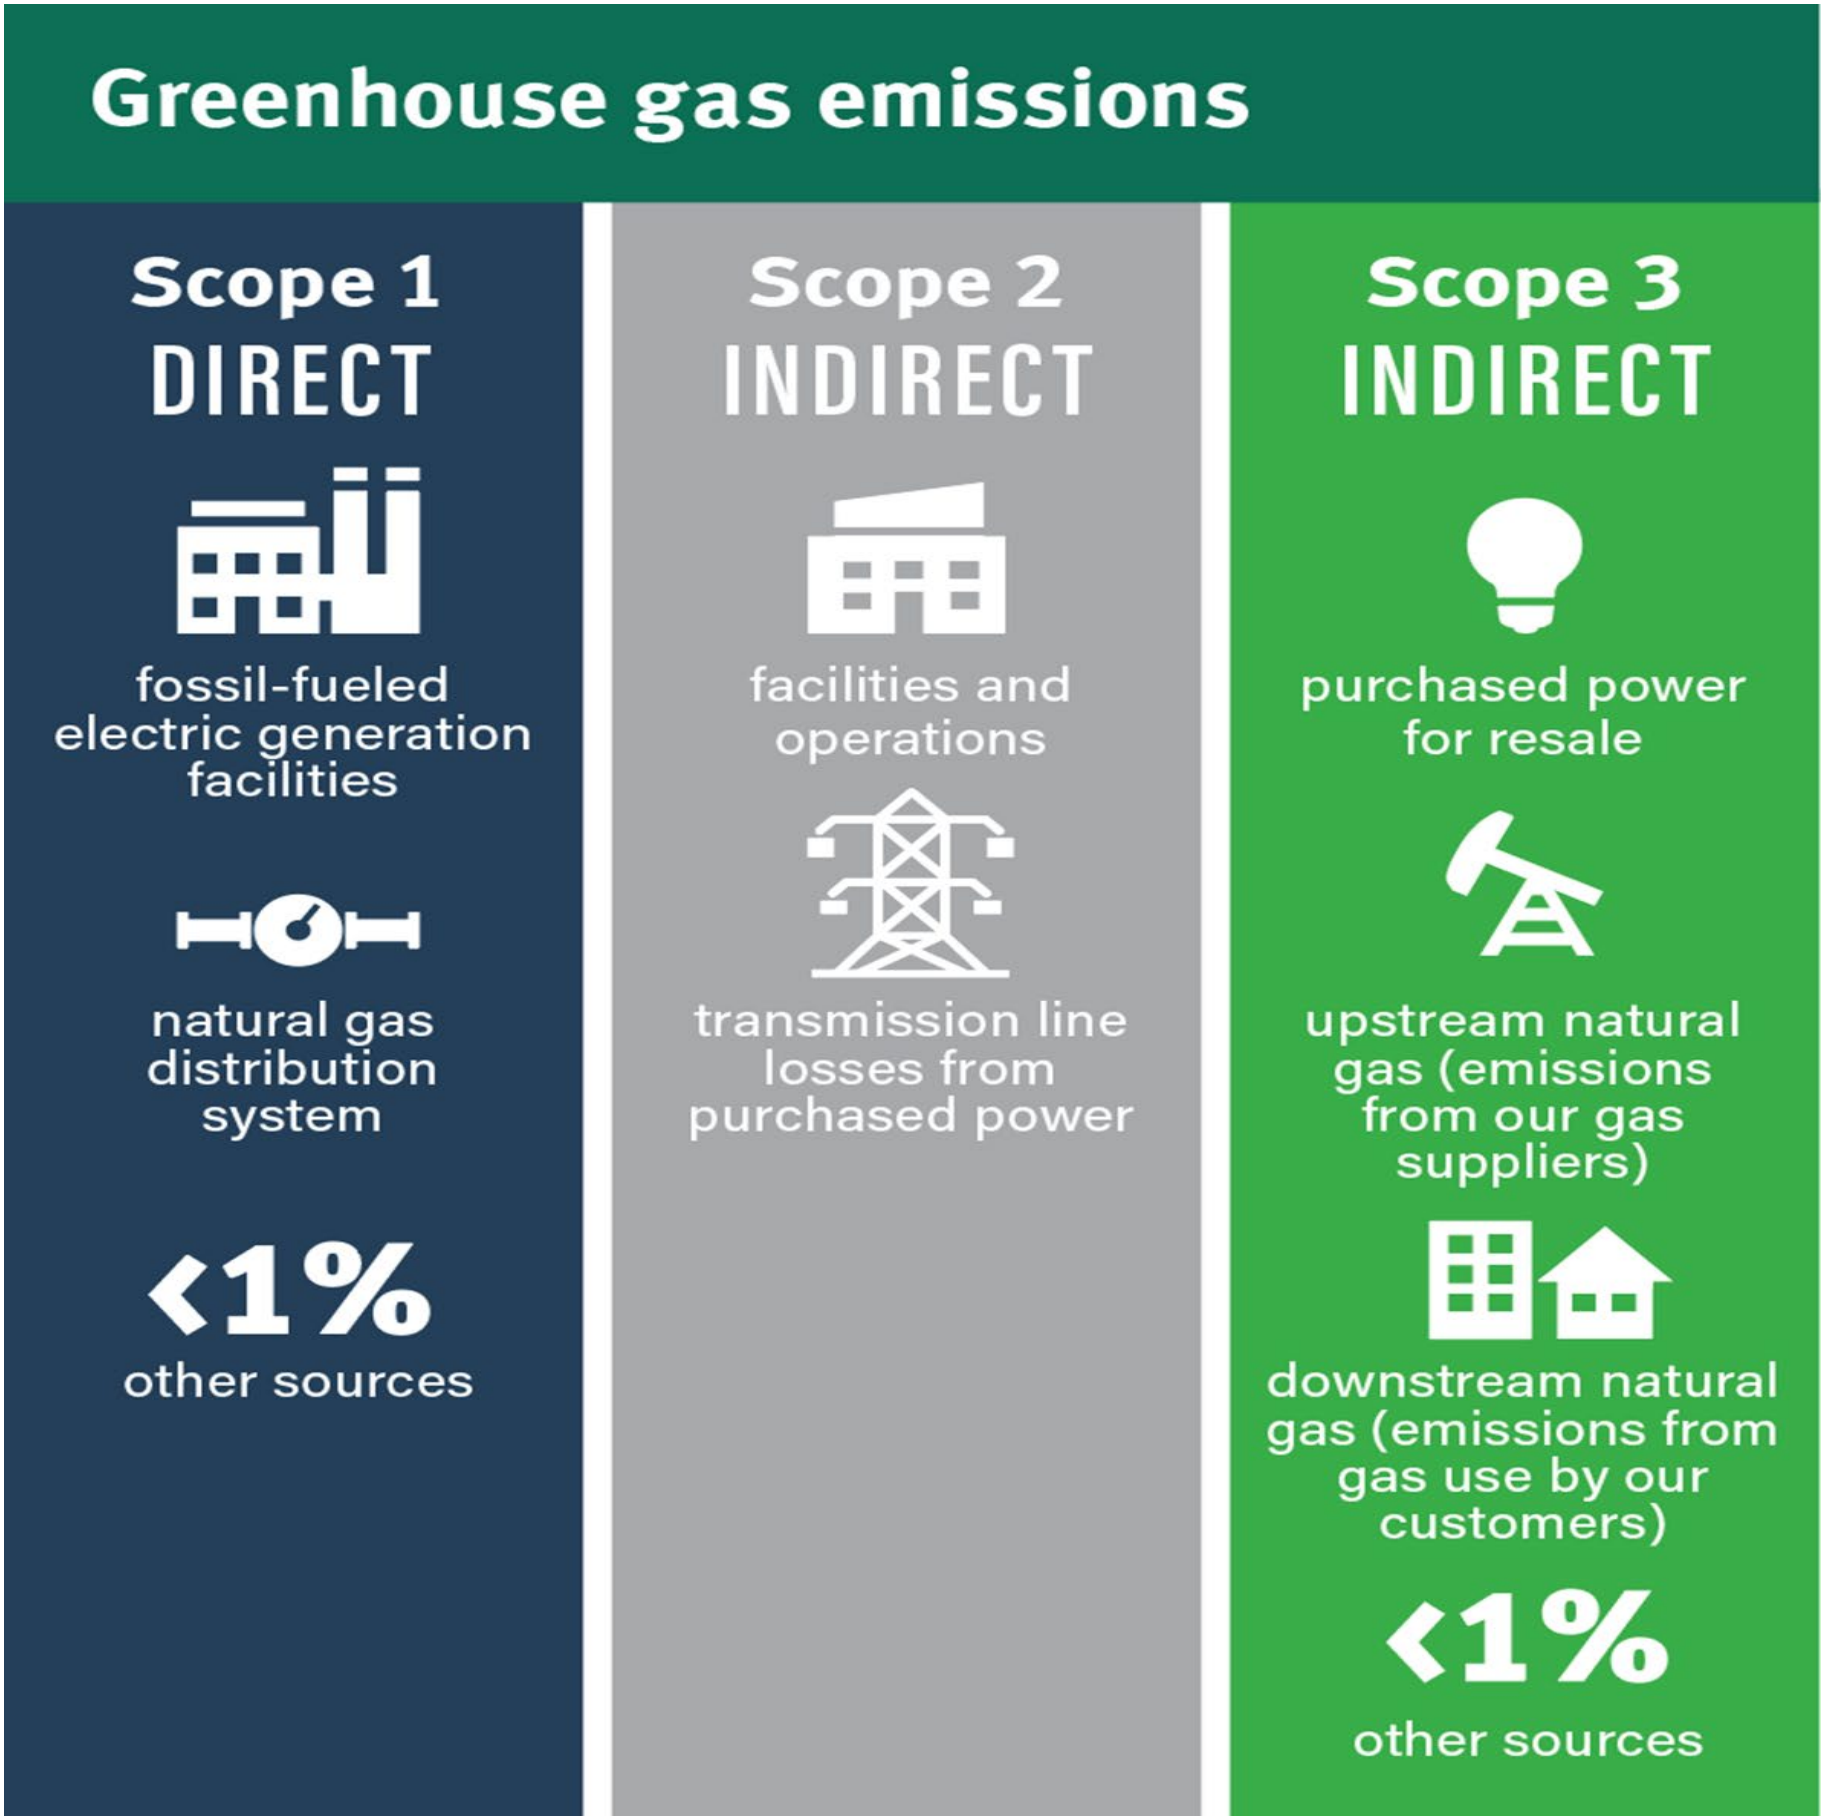 Greenhouse gas emissions
Scope 1
DIRECT
fossil-fueled
electric generation
facilities
natural gas
distribution
system
<1%
other sources
Scope 2
INDIRECT
facilities and
operations
transmission line
losses from
purchased power
Scope 3
INDIRECT
purchased power
for resale
upstream natural
gas (emissions
from our gas
suppliers)
downstream natural
gas (emissions from
gas use by our
customers)
<1%
other sources